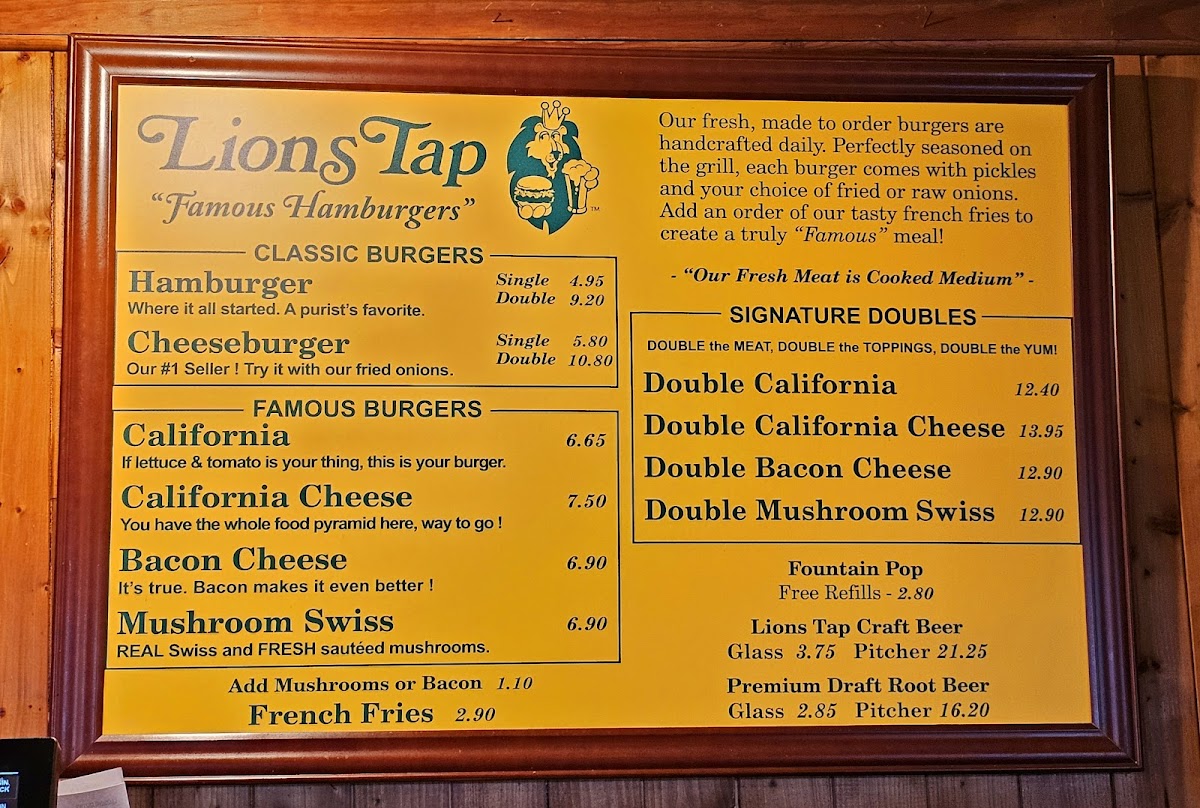 Lions Tap
"Famous Hamburgers"
TM
CLASSIC BURGERS
Hamburger Single 4.95
Double 9.20
Where it all started. A purist's favorite.
Cheeseburger Single 5.80
Double 10.80
Our #1 Seller ! Try it with our fried onions.
FAMOUS BURGERS
California 6.65
If lettuce & tomato is your thing, this is your burger.
California Cheese 7.50
You have the whole food pyramid here, way to go !
Bacon Cheese 6.90
It's true. Bacon makes it even better !
Mushroom Swiss 6.90
REAL Swiss and FRESH sautéed mushrooms.
Add Mushrooms or Bacon 1.10
French Fries 2.90
Our fresh, made to order burgers are
handcrafted daily. Perfectly seasoned on
the grill, each burger comes with pickles
and your choice of fried or raw onions.
Add an order of our tasty french fries to
create a truly "Famous" meal!
- "Our Fresh Meat is Cooked Medium" -
SIGNATURE DOUBLES
DOUBLE the MEAT, DOUBLE the TOPPINGS, DOUBLE the YUM!
Double California 12.40
Double California Cheese 13.95
Double Bacon Cheese 12.90
Double Mushroom Swiss 12.90
Fountain Pop
Free Refills - 2.80
Lions Tap Craft Beer
Glass 3.75 Pitcher 21.25
Premium Draft Root Beer
Glass 2.85 Pitcher 16.20